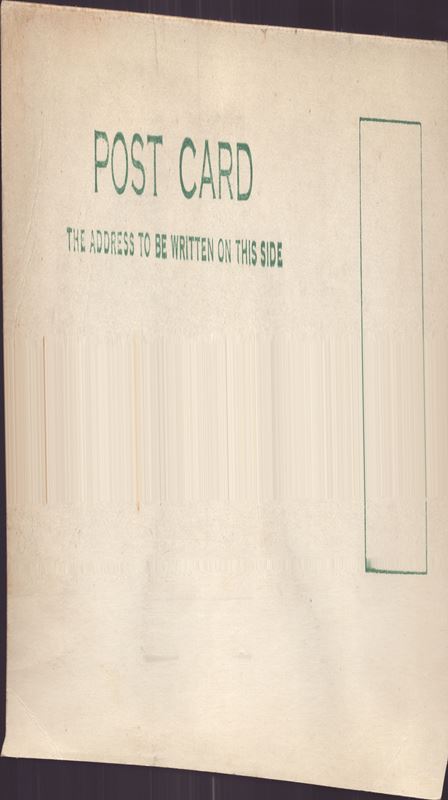 POST CARD
THE ADDRESS TO BE WRITTEN ON THIS SIDE